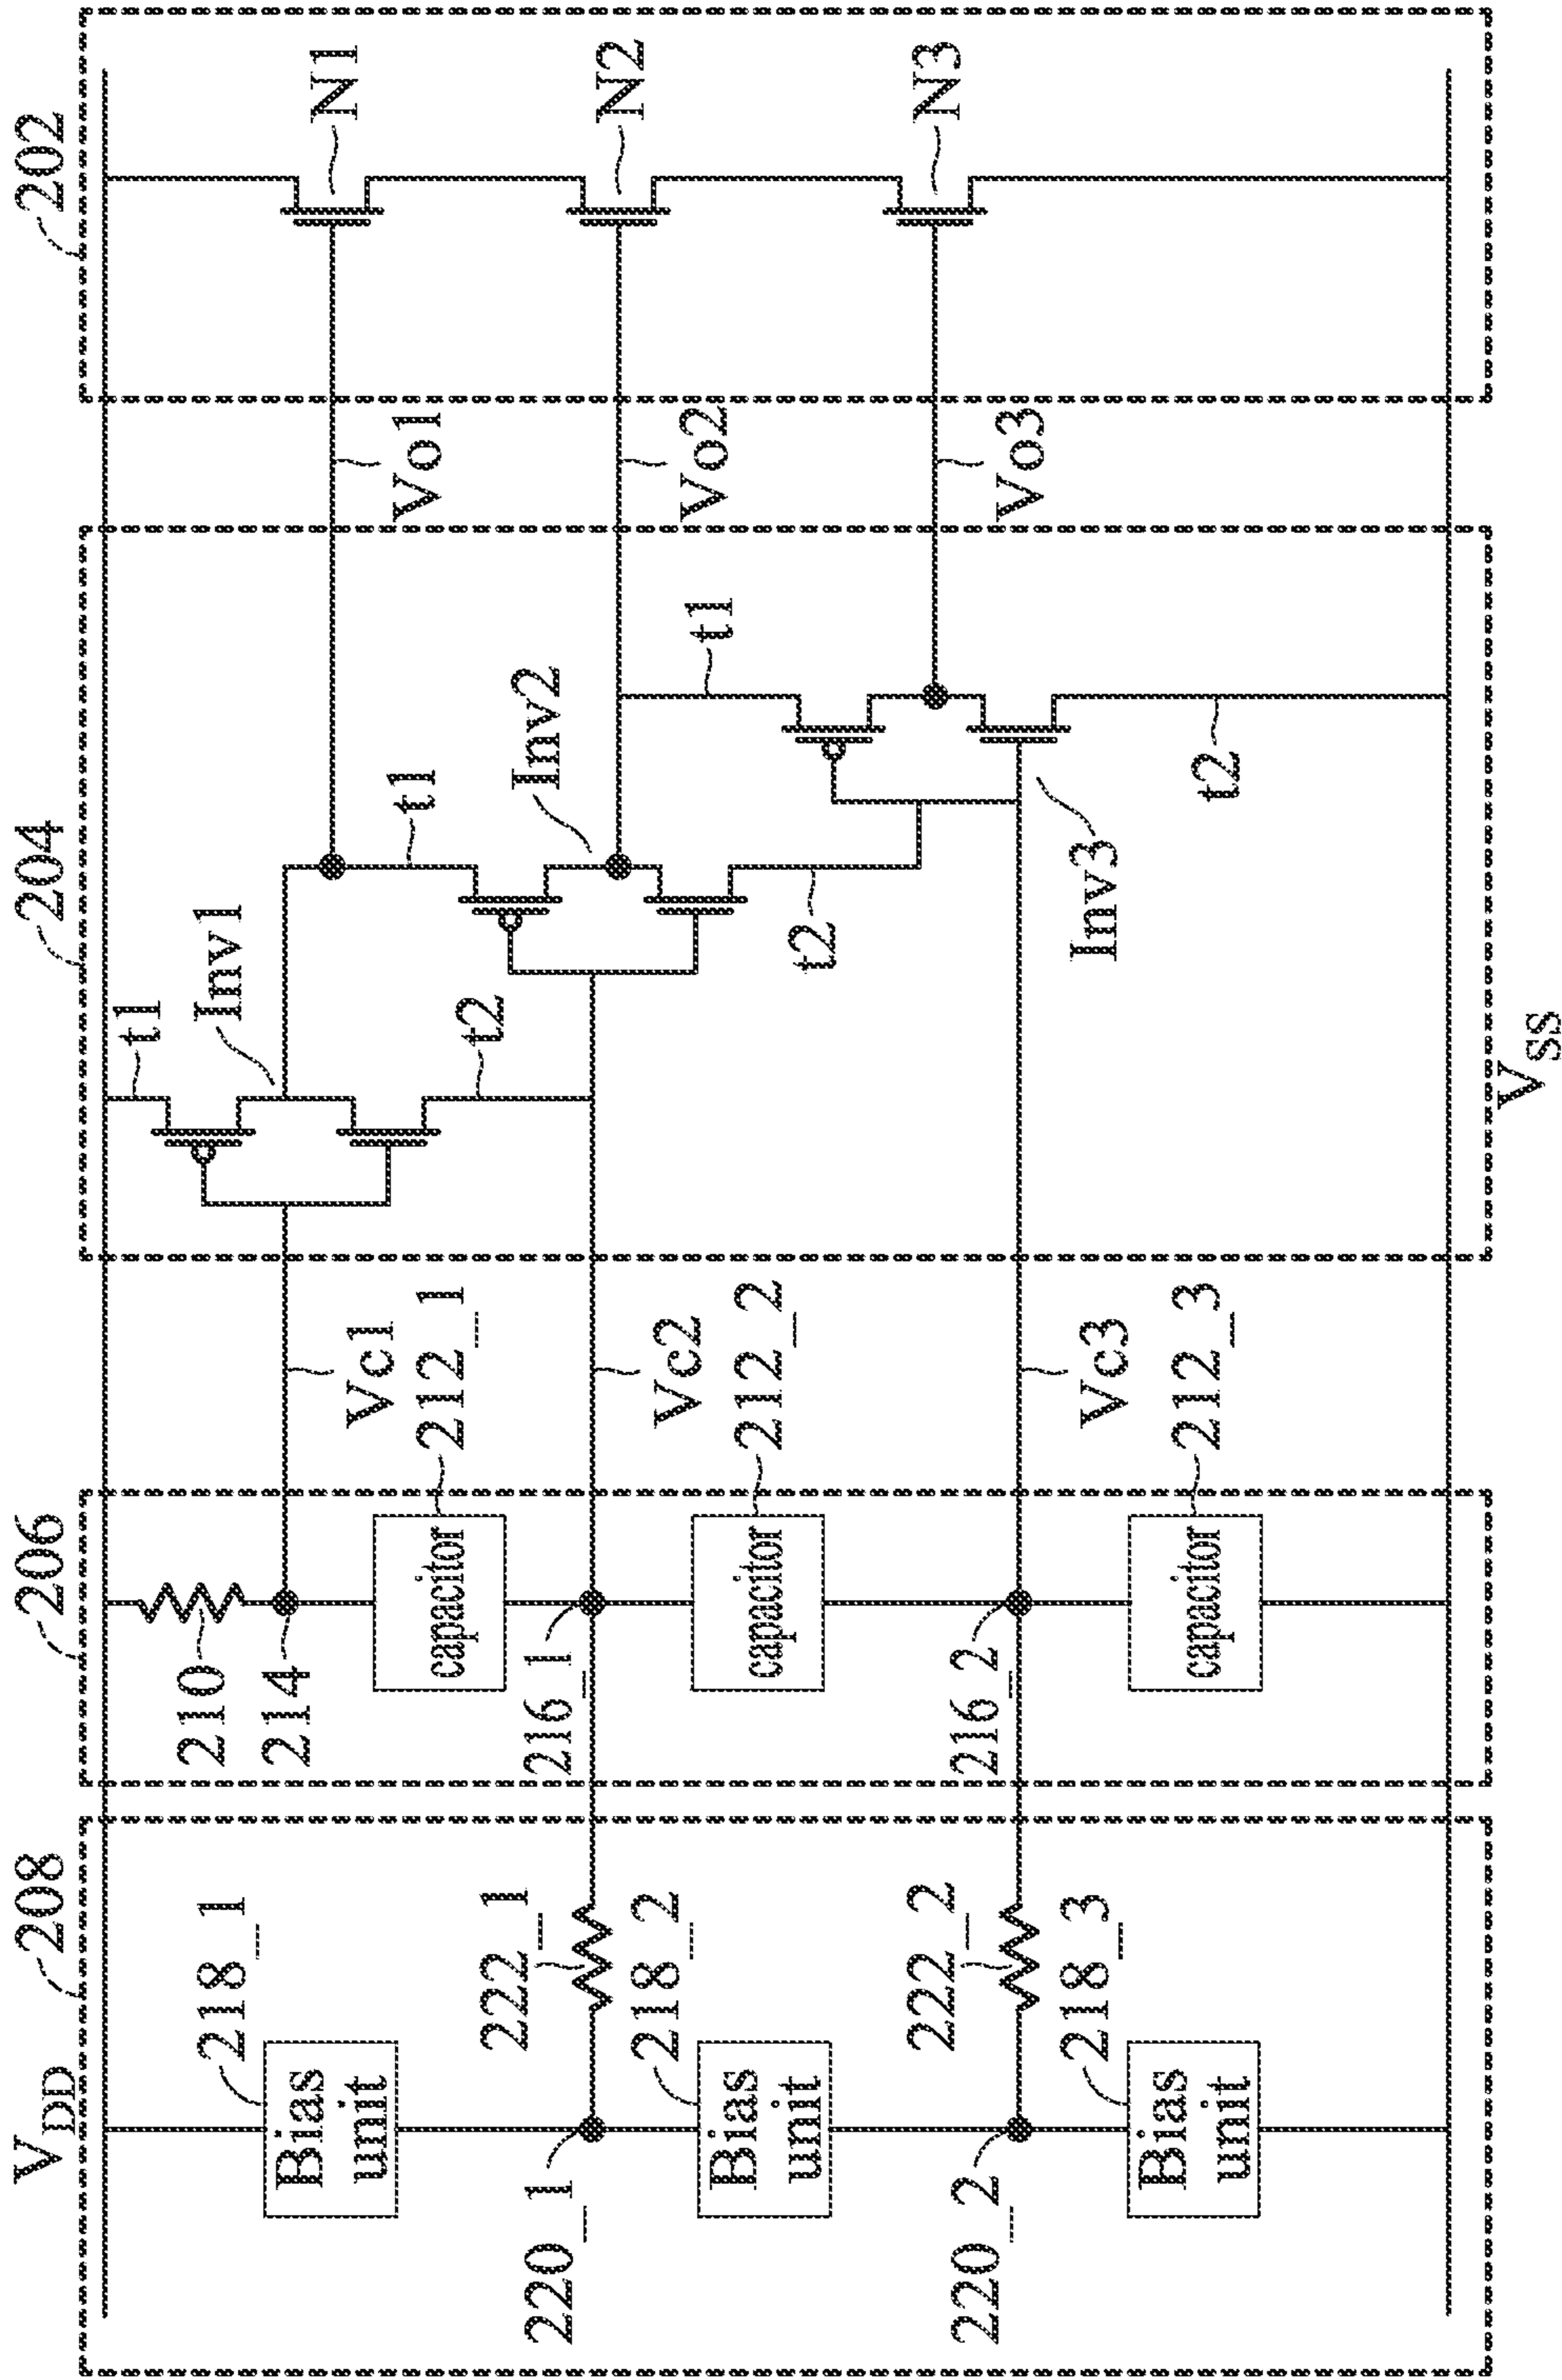 V_DD
208
206
204
202
218_1
Bias unit
220_1
222_1
218_2
Bias unit
220_2
222_2
218_3
Bias unit
210
214
212_1
capacitor
216_1
212_2
capacitor
216_2
212_3
capacitor
Vc1
Vc2
Vc3
t1
Inv1
t2
t1
Inv2
t2
t1
Inv3
t2
Vo1
Vo2
Vo3
N1
N2
N3
V_SS